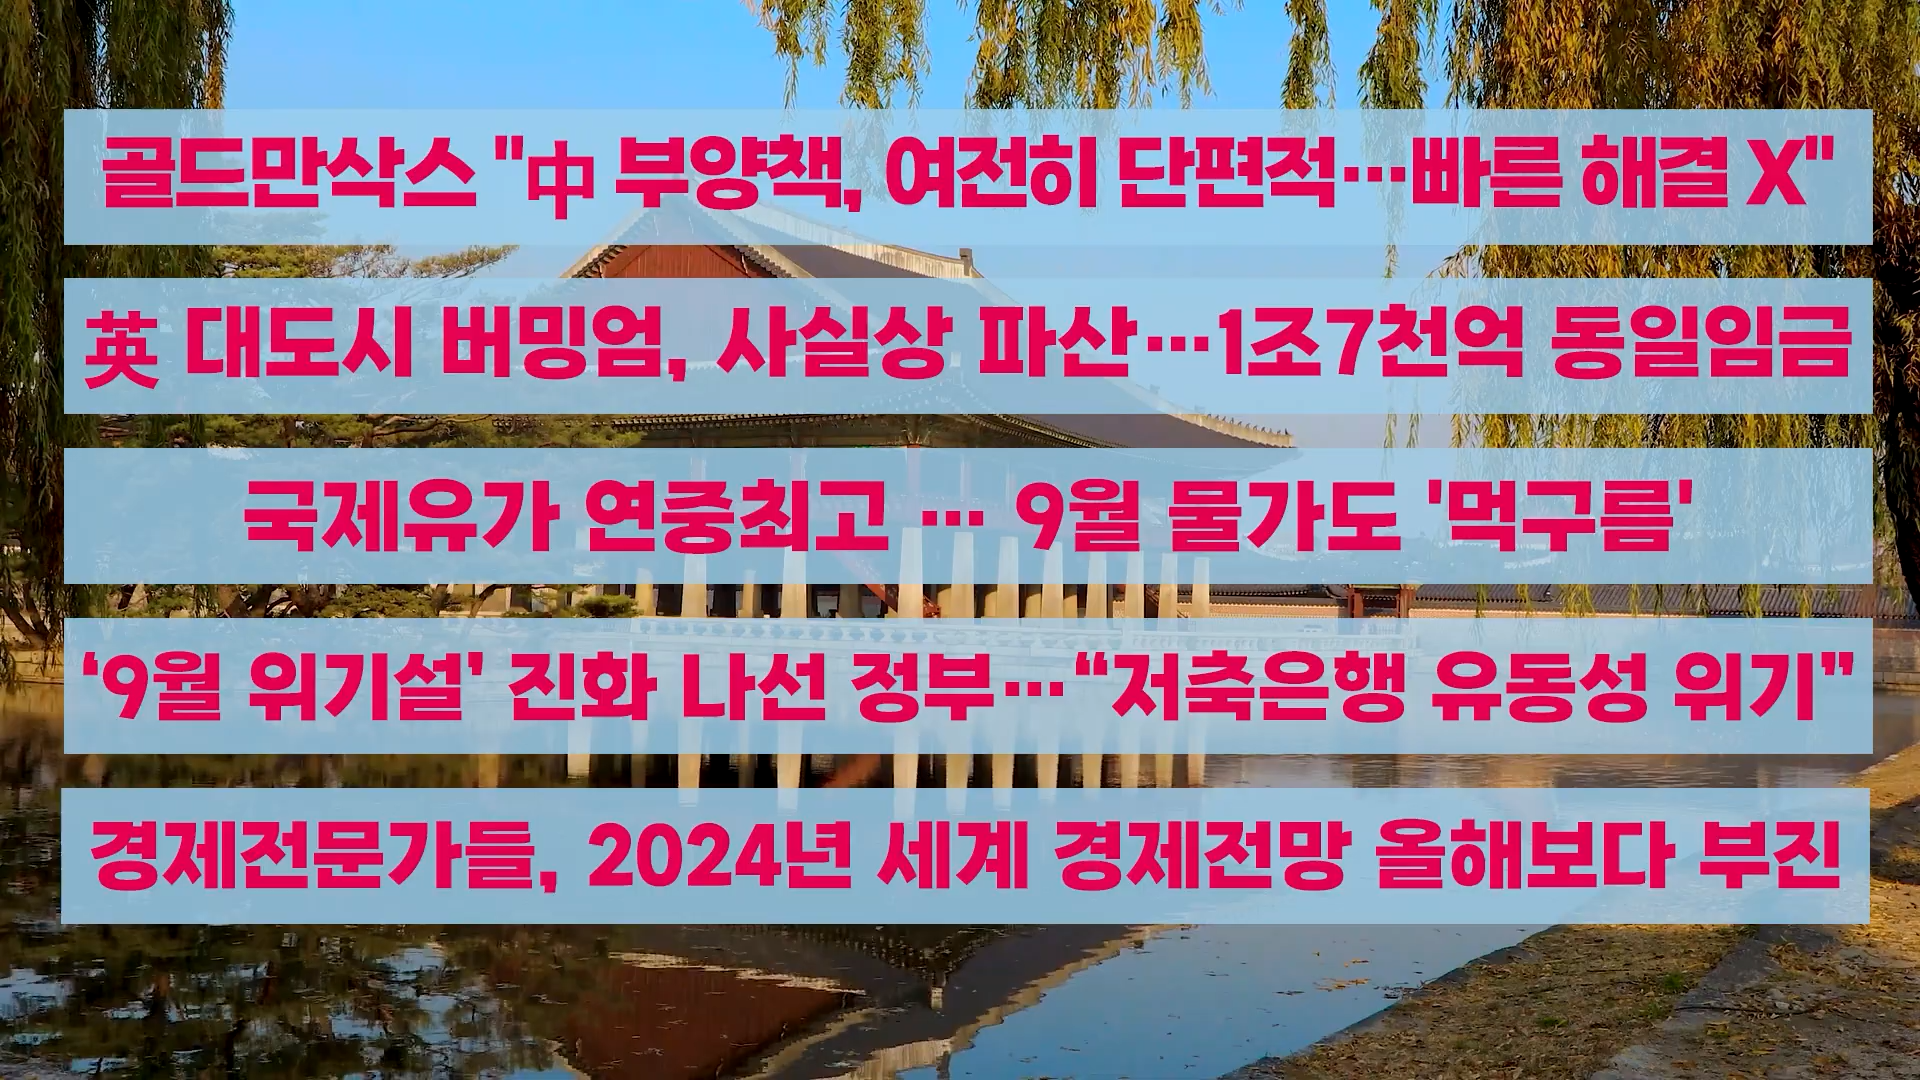 골드만삭스 "中 부양책, 여전히 단편적…빠른 해결 X"
英 대도시 버밍엄, 사실상 파산…1조7천억 동일임금
국제유가 연중최고 … 9월 물가도 '먹구름'
‘9월 위기설’ 진화 나선 정부…“저축은행 유동성 위기”
경제전문가들, 2024년 세계 경제전망 올해보다 부진